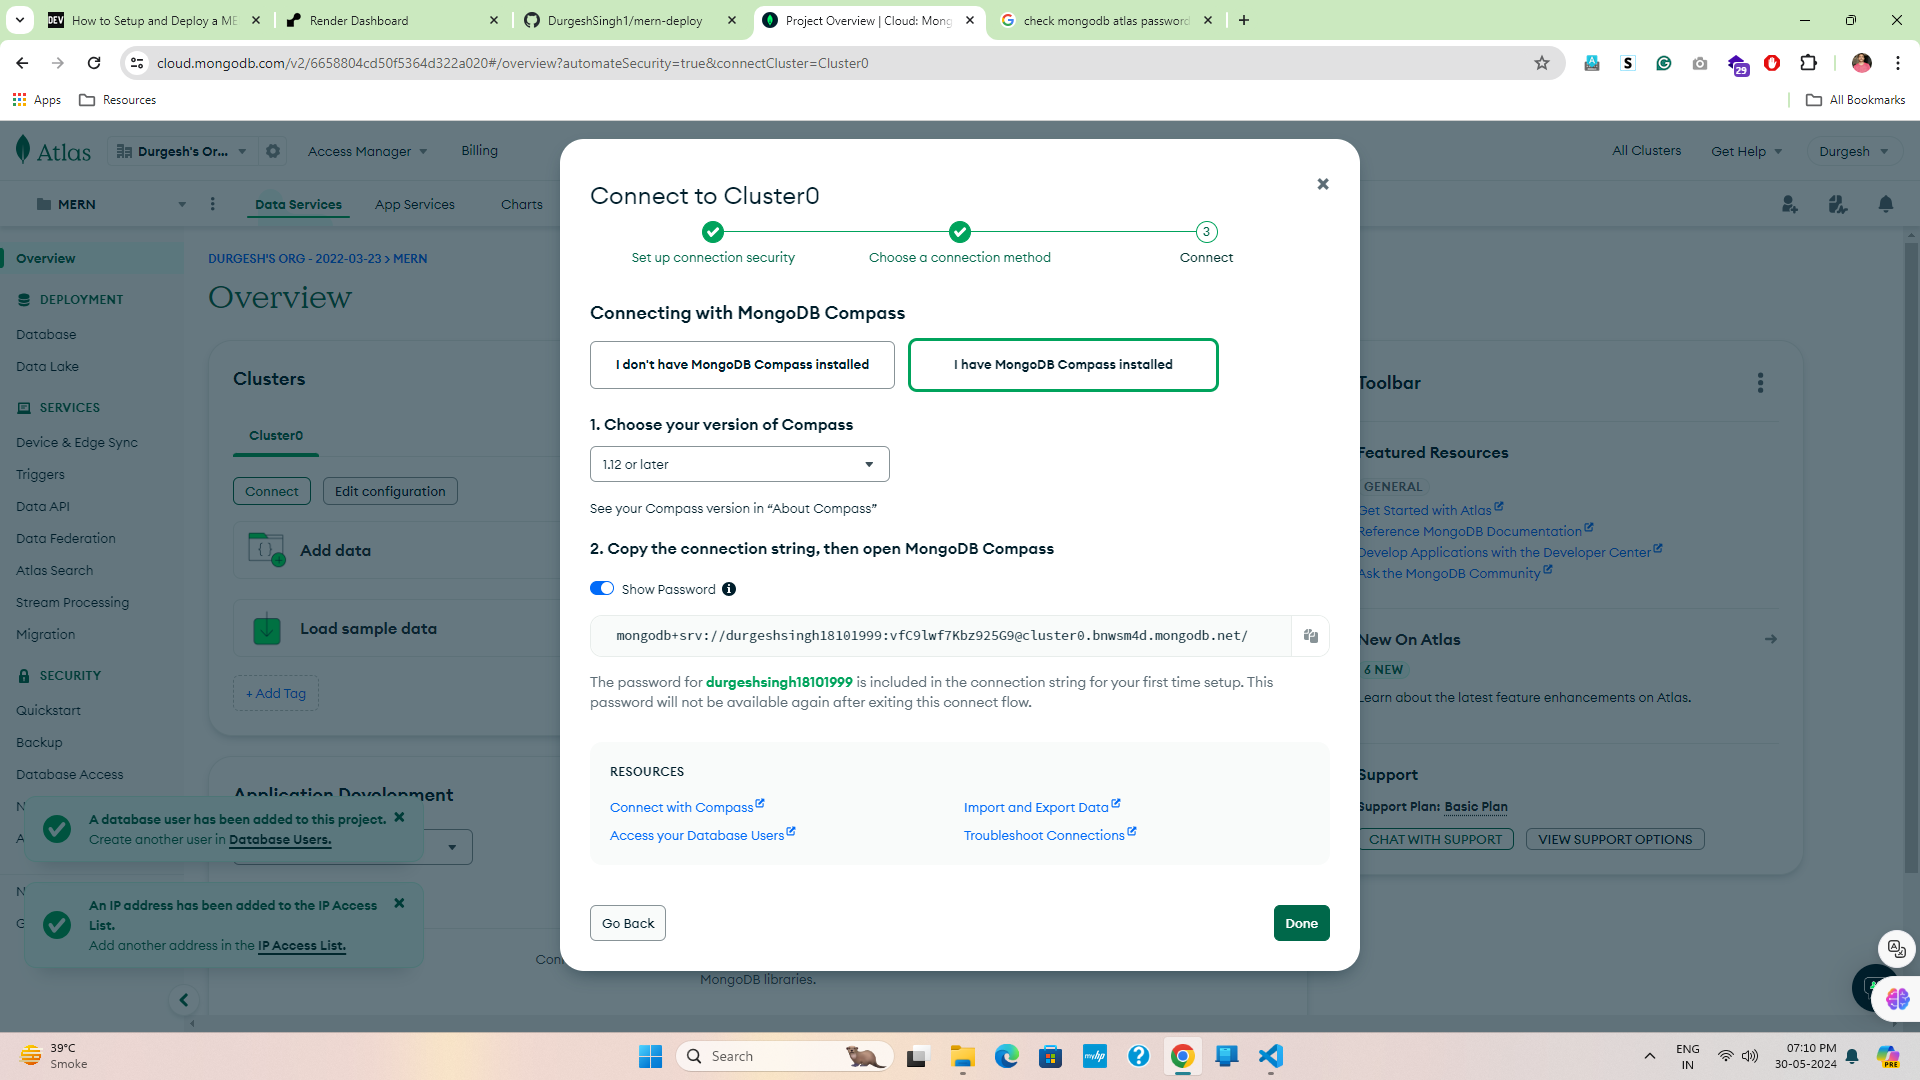 How to Setup and Deploy a ME
Render Dashboard
DurgeshSingh1/mern-deploy
Project Overview | Cloud: Mong
check mongodb atlas password
cloud.mongodb.com/v2/6658804cd50f5364d322a020#/overview?automateSecurity=true&connectCluster=Cluster0
29
Apps
Resources
All Bookmarks
Atlas
Durgesh's Or...
Access Manager
Billing
All Clusters
Get Help
Durgesh
MERN
Data Services
App Services
Charts
Overview
DEPLOYMENT
Database
Data Lake
SERVICES
Device & Edge Sync
Triggers
Data API
Data Federation
Atlas Search
Stream Processing
Migration
SECURITY
Quickstart
Backup
Database Access
DURGESH'S ORG - 2022-03-23 > MERN
Overview
Clusters
Cluster0
Connect
Edit configuration
Add data
Load sample data
+ Add Tag
Application Development
A database user has been added to this project.
Create another user in Database Users.
An IP address has been added to the IP Access
List.
Add another address in the IP Access List.
MongoDB libraries.
Connect to Cluster0
3
Set up connection security
Choose a connection method
Connect
Connecting with MongoDB Compass
I don't have MongoDB Compass installed
I have MongoDB Compass installed
1. Choose your version of Compass
1.12 or later
See your Compass version in “About Compass”
2. Copy the connection string, then open MongoDB Compass
Show Password
mongodb+srv://durgeshsingh18101999:vfC9lwf7Kbz925G9@cluster0.bnwsm4d.mongodb.net/
The password for durgeshsingh18101999 is included in the connection string for your first time setup. This
password will not be available again after exiting this connect flow.
RESOURCES
Connect with Compass
Import and Export Data
Access your Database Users
Troubleshoot Connections
Go Back
Done
Toolbar
Featured Resources
GENERAL
Get Started with Atlas
Reference MongoDB Documentation
Develop Applications with the Developer Center
Ask the MongoDB Community
New On Atlas
6 NEW
Learn about the latest feature enhancements on Atlas.
Support
Support Plan: Basic Plan
CHAT WITH SUPPORT
VIEW SUPPORT OPTIONS
39°C
Smoke
Search
ENG
IN
07:10 PM
30-05-2024